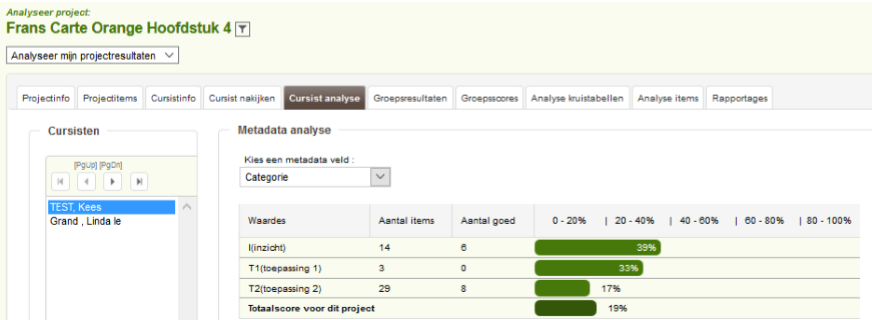 Analyseer project:
Frans Carte Orange Hoofdstuk 4
Analyseer mijn projectresultaten
Projectinfo Projectitems Cursistinfo Cursist nakijken Cursist analyse Groepsresultaten Groepsscores Analyse kruistabellen Analyse items Rapportages
Cursisten
[PgUp] [PgDn]
TEST, Kees
Grand , Linda le
Metadata analyse
Kies een metadata veld :
Categorie
Waardes Aantal items Aantal goed 0 - 20% | 20 - 40% | 40 - 60% | 60 - 80% | 80 - 100%
I(inzicht) 14 6 39%
T1(toepassing 1) 3 0 33%
T2(toepassing 2) 29 8 17%
Totaalscore voor dit project 19%